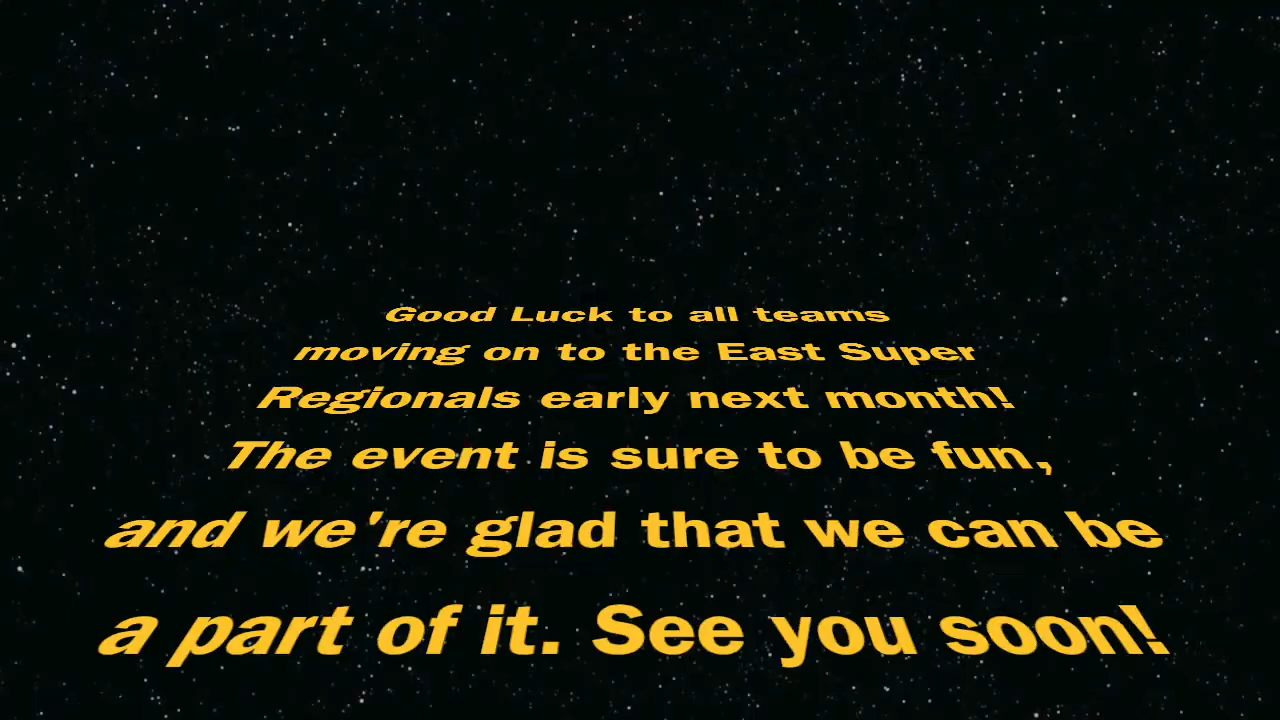 Good Luck to all teams
moving on to the East Super
Regionals early next month!
The event is sure to be fun,
and we're glad that we can be
a part of it. See you soon!